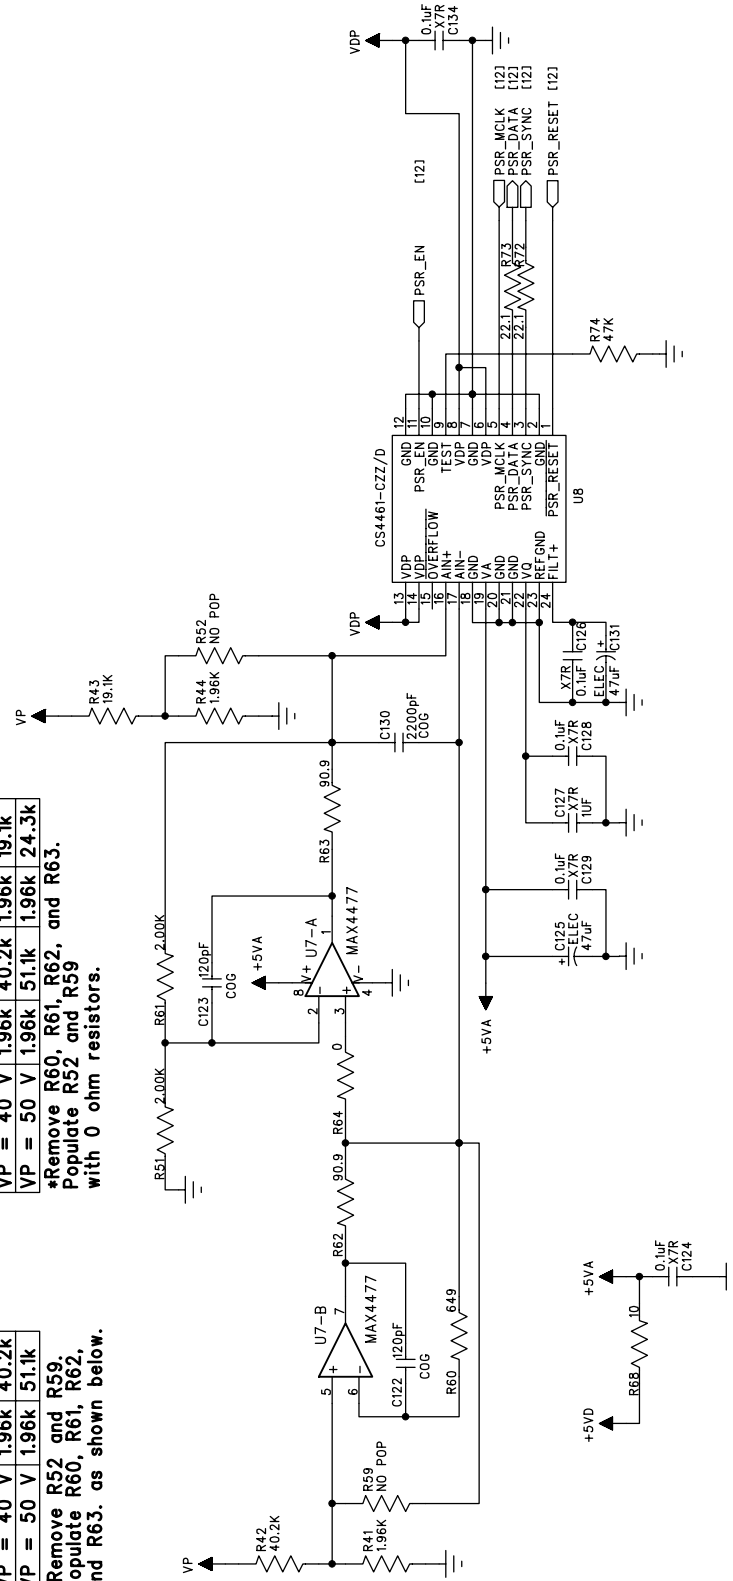 VP = 40 V 1.96k 40.2k
VP = 50 V 1.96k 51.1k
Remove R52 and R59.
opulate R60, R61, R62,
nd R63. as shown below.
VP = 40 V 1.96k 40.2k 1.96k 19.1k
VP = 50 V 1.96k 51.1k 1.96k 24.3k
*Remove R60, R61, R62, and R63.
Populate R52 and R59
with 0 ohm resistors.
VP
R42
40.2K
R41
1.96K
R59
NO POP
U7-B
MAX4477
5
6
7
+
-
C122
120pF
COG
R60
649
R62
90.9
R64
0
R51
2.00K
R61
2.00K
C123
120pF
COG
+5VA
U7-A
MAX4477
8
V+
V-
4
2
3
1
-
+
R63
90.9
C130
2200pF
COG
VP
R43
19.1K
R44
1.96K
R52
NO POP
VDP
CS4461-CZZ/D
U8
13 VDP
14 VDP
15 OVERFLOW
16 AIN+
17 AIN-
18 GND
19 VA
20 GND
21 GND
22 VQ
23 REFGND
24 FILT+
12 GND
11 PSR_EN
10 GND
9 TEST
8 VDP
7 GND
6 VDP
5 PSR_MCLK
4 PSR_DATA
3 PSR_SYNC
2 GND
1 PSR_RESET
PSR_EN [12]
VDP
0.1uF
X7R
C134
PSR_MCLK [12]
PSR_DATA [12]
PSR_SYNC [12]
PSR_RESET [12]
22.1 R73
22.1 R72
R74
47K
+5VA
C125
ELEC
47uF
+
0.1uF
X7R
C129
C127
X7R
1UF
0.1uF
X7R
C128
X7R
0.1uF
C126
ELEC
47uF
+
C131
+5VD
R68
10
+5VA
0.1uF
X7R
C124